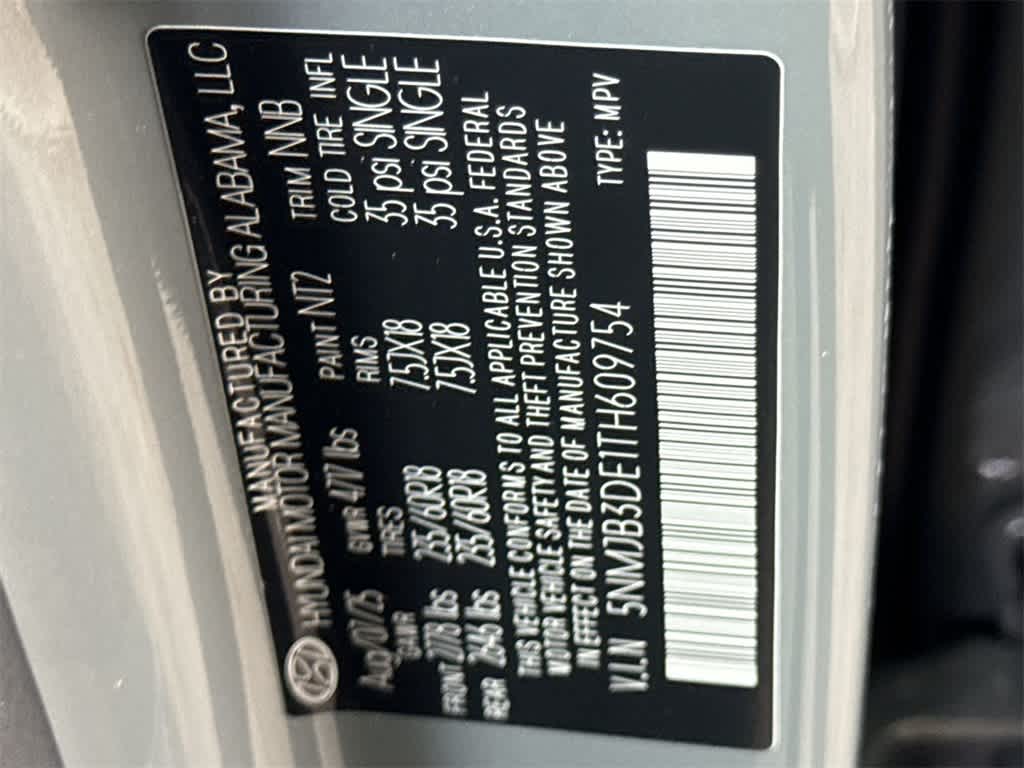 MANUFACTURED BY
HYUNDAI MOTOR MANUFACTURING ALABAMA, LLC
Aug/07/25 GVWR 4717 lbs PAINT NT2 TRIM NNB
GAWR TIRES RIMS COLD TIRE INFL
FRONT 2778 lbs 235/60R18 7.5JX18 35 psi SINGLE
REAR 2645 lbs 235/60R18 7.5JX18 35 psi SINGLE
THIS VEHICLE CONFORMS TO ALL APPLICABLE U.S.A. FEDERAL
MOTOR VEHICLE SAFETY AND THEFT PREVENTION STANDARDS
IN EFFECT ON THE DATE OF MANUFACTURE SHOWN ABOVE
V.I.N 5NMJB3DE1TH609754 TYPE: MPV